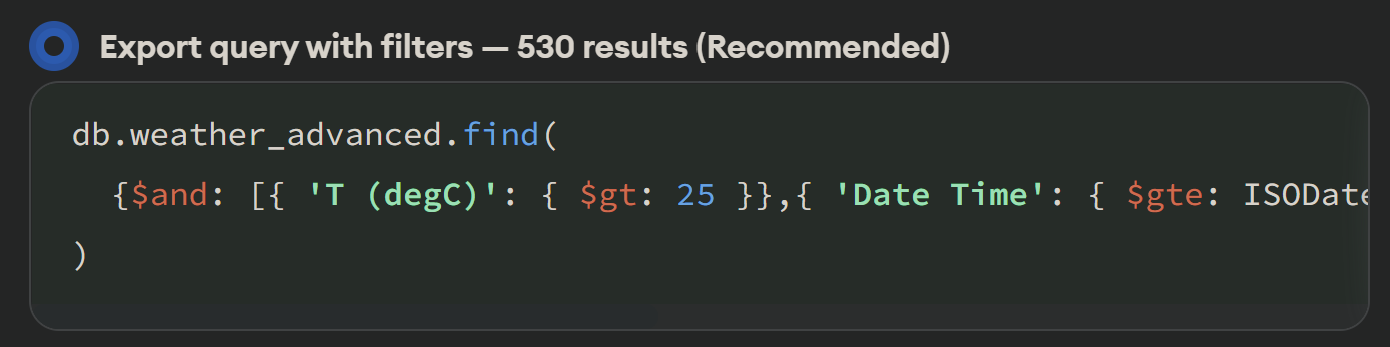 Export query with filters — 530 results (Recommended)
db.weather_advanced.find(
{$and: [{ 'T (degC)': { $gt: 25 }},{ 'Date Time': { $gte: ISODate
)